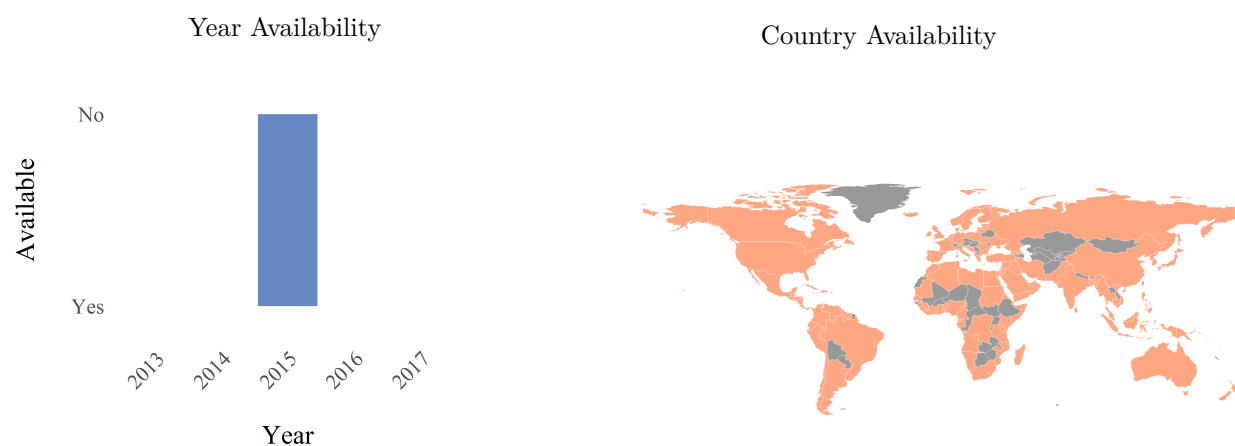 Year Availability
Country Availability
No
Available
Yes
2013
2014
2015
2016
2017
Year